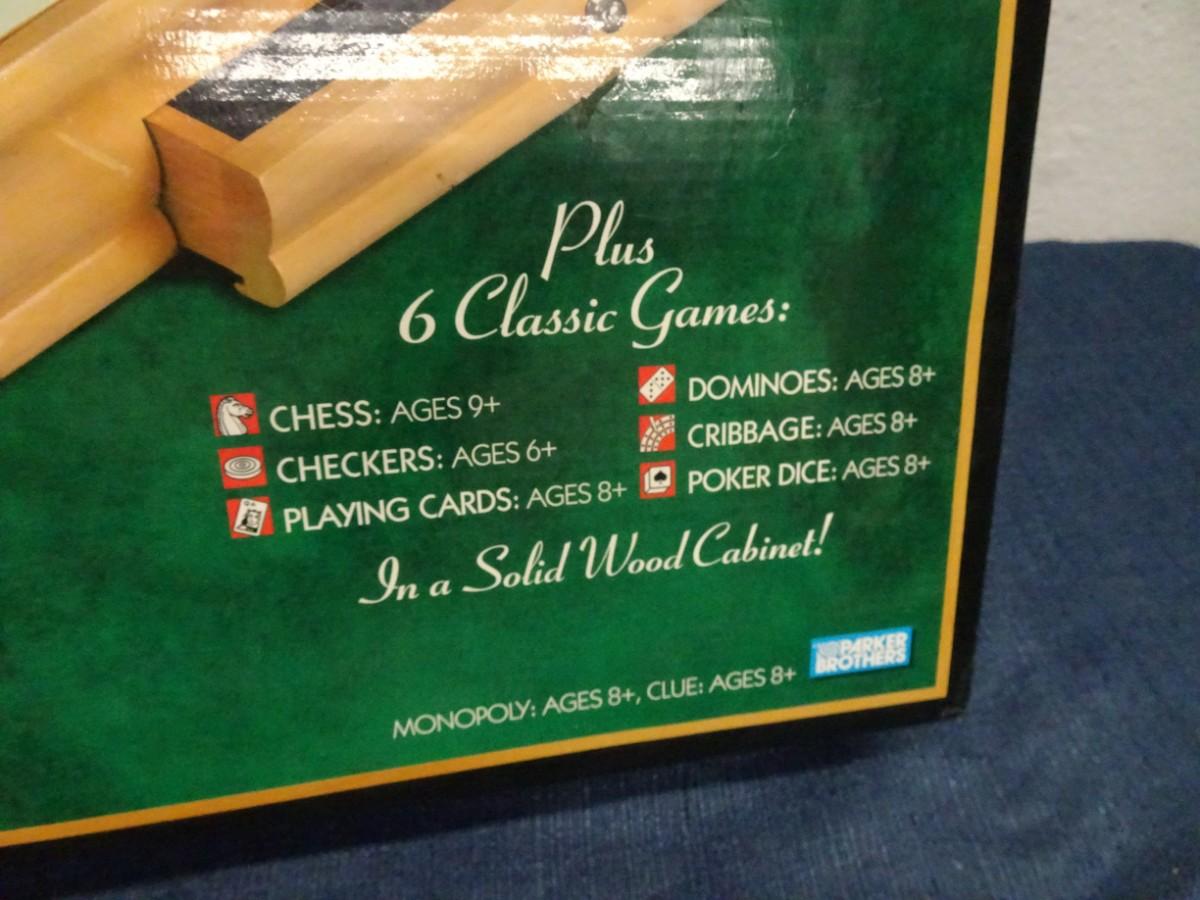 Plus
6 Classic Games:
CHESS: AGES 9+
CHECKERS: AGES 6+
PLAYING CARDS: AGES 8+
DOMINOES: AGES 8+
CRIBBAGE: AGES 8+
POKER DICE: AGES 8+
In a Solid Wood Cabinet!
PARKER
BROTHERS
MONOPOLY: AGES 8+, CLUE: AGES 8+